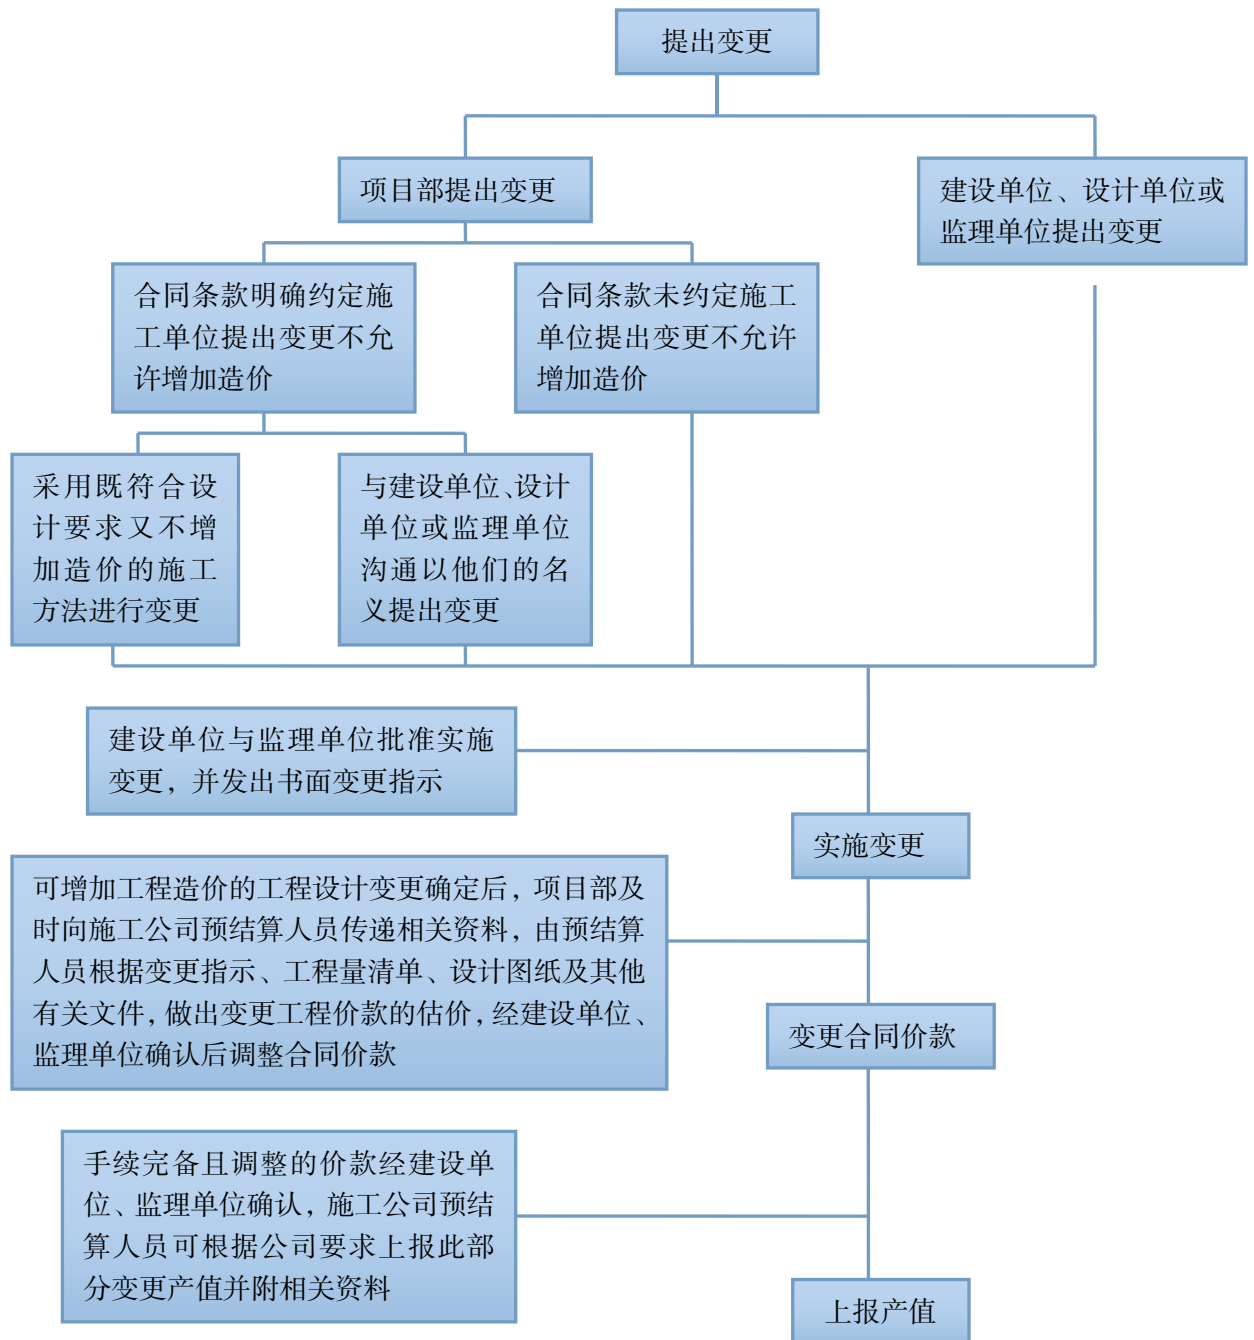 提出变更
项目部提出变更
建设单位、设计单位或
监理单位提出变更
合同条款明确约定施
工单位提出变更不允
许增加造价
合同条款未约定施工
单位提出变更不允许
增加造价
采用既符合设
计要求又不增
加造价的施工
方法进行变更
与建设单位、设计
单位或监理单位
沟通以他们的名
义提出变更
建设单位与监理单位批准实施
变更，并发出书面变更指示
实施变更
可增加工程造价的工程设计变更确定后，项目部及
时向施工公司预结算人员传递相关资料，由预结算
人员根据变更指示、工程量清单、设计图纸及其他
有关文件，做出变更工程价款的估价，经建设单位、
监理单位确认后调整合同价款
变更合同价款
手续完备且调整的价款经建设单
位、监理单位确认，施工公司预结
算人员可根据公司要求上报此部
分变更产值并附相关资料
上报产值